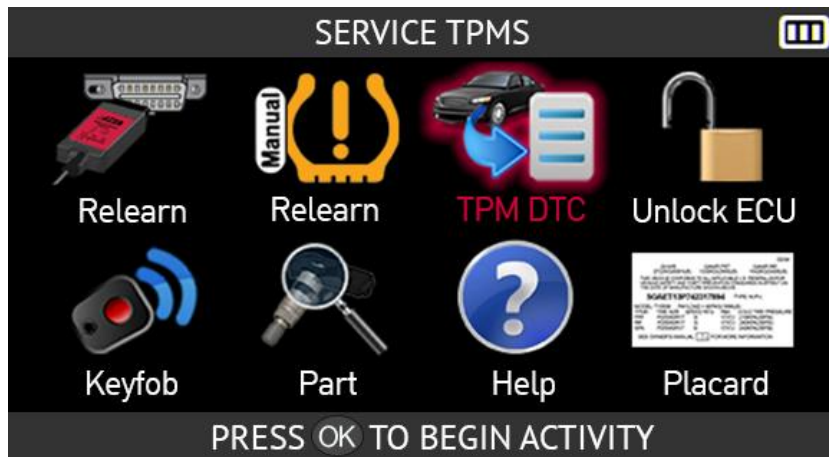 SERVICE TPMS
Manual
Relearn
Relearn
TPM DTC
Unlock ECU
Keyfob
Part
Help
Placard
PRESS OK TO BEGIN ACTIVITY